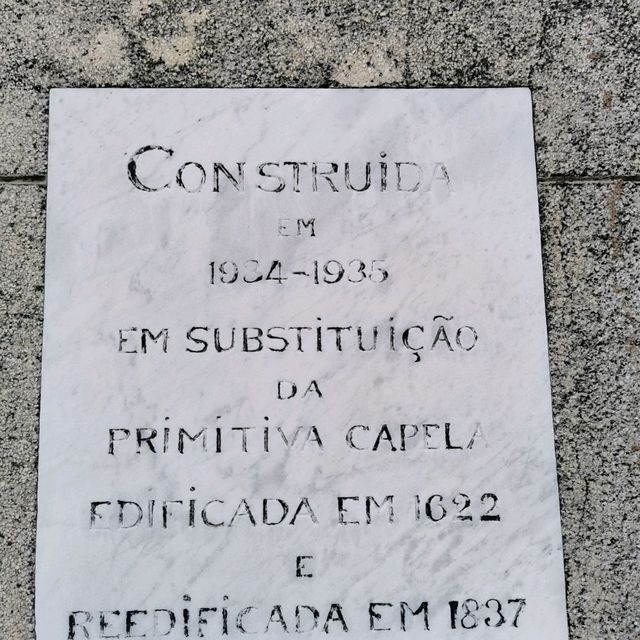 CONSTRUiDA
EM
1934-1935
EM SUBSTiTUiÇÃO
DA
PRiMiTiVA CAPELA
EDiFiCADA EM 1622
E
REEDiFiCADA EM 1837